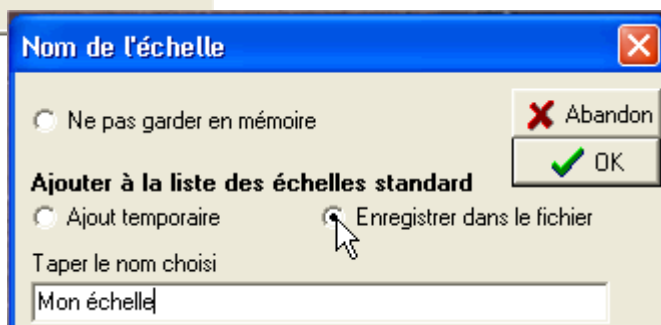 Nom de l'échelle
Ne pas garder en mémoire
Abandon
OK
Ajouter à la liste des échelles standard
Ajout temporaire
Enregistrer dans le fichier
Taper le nom choisi
Mon échelle